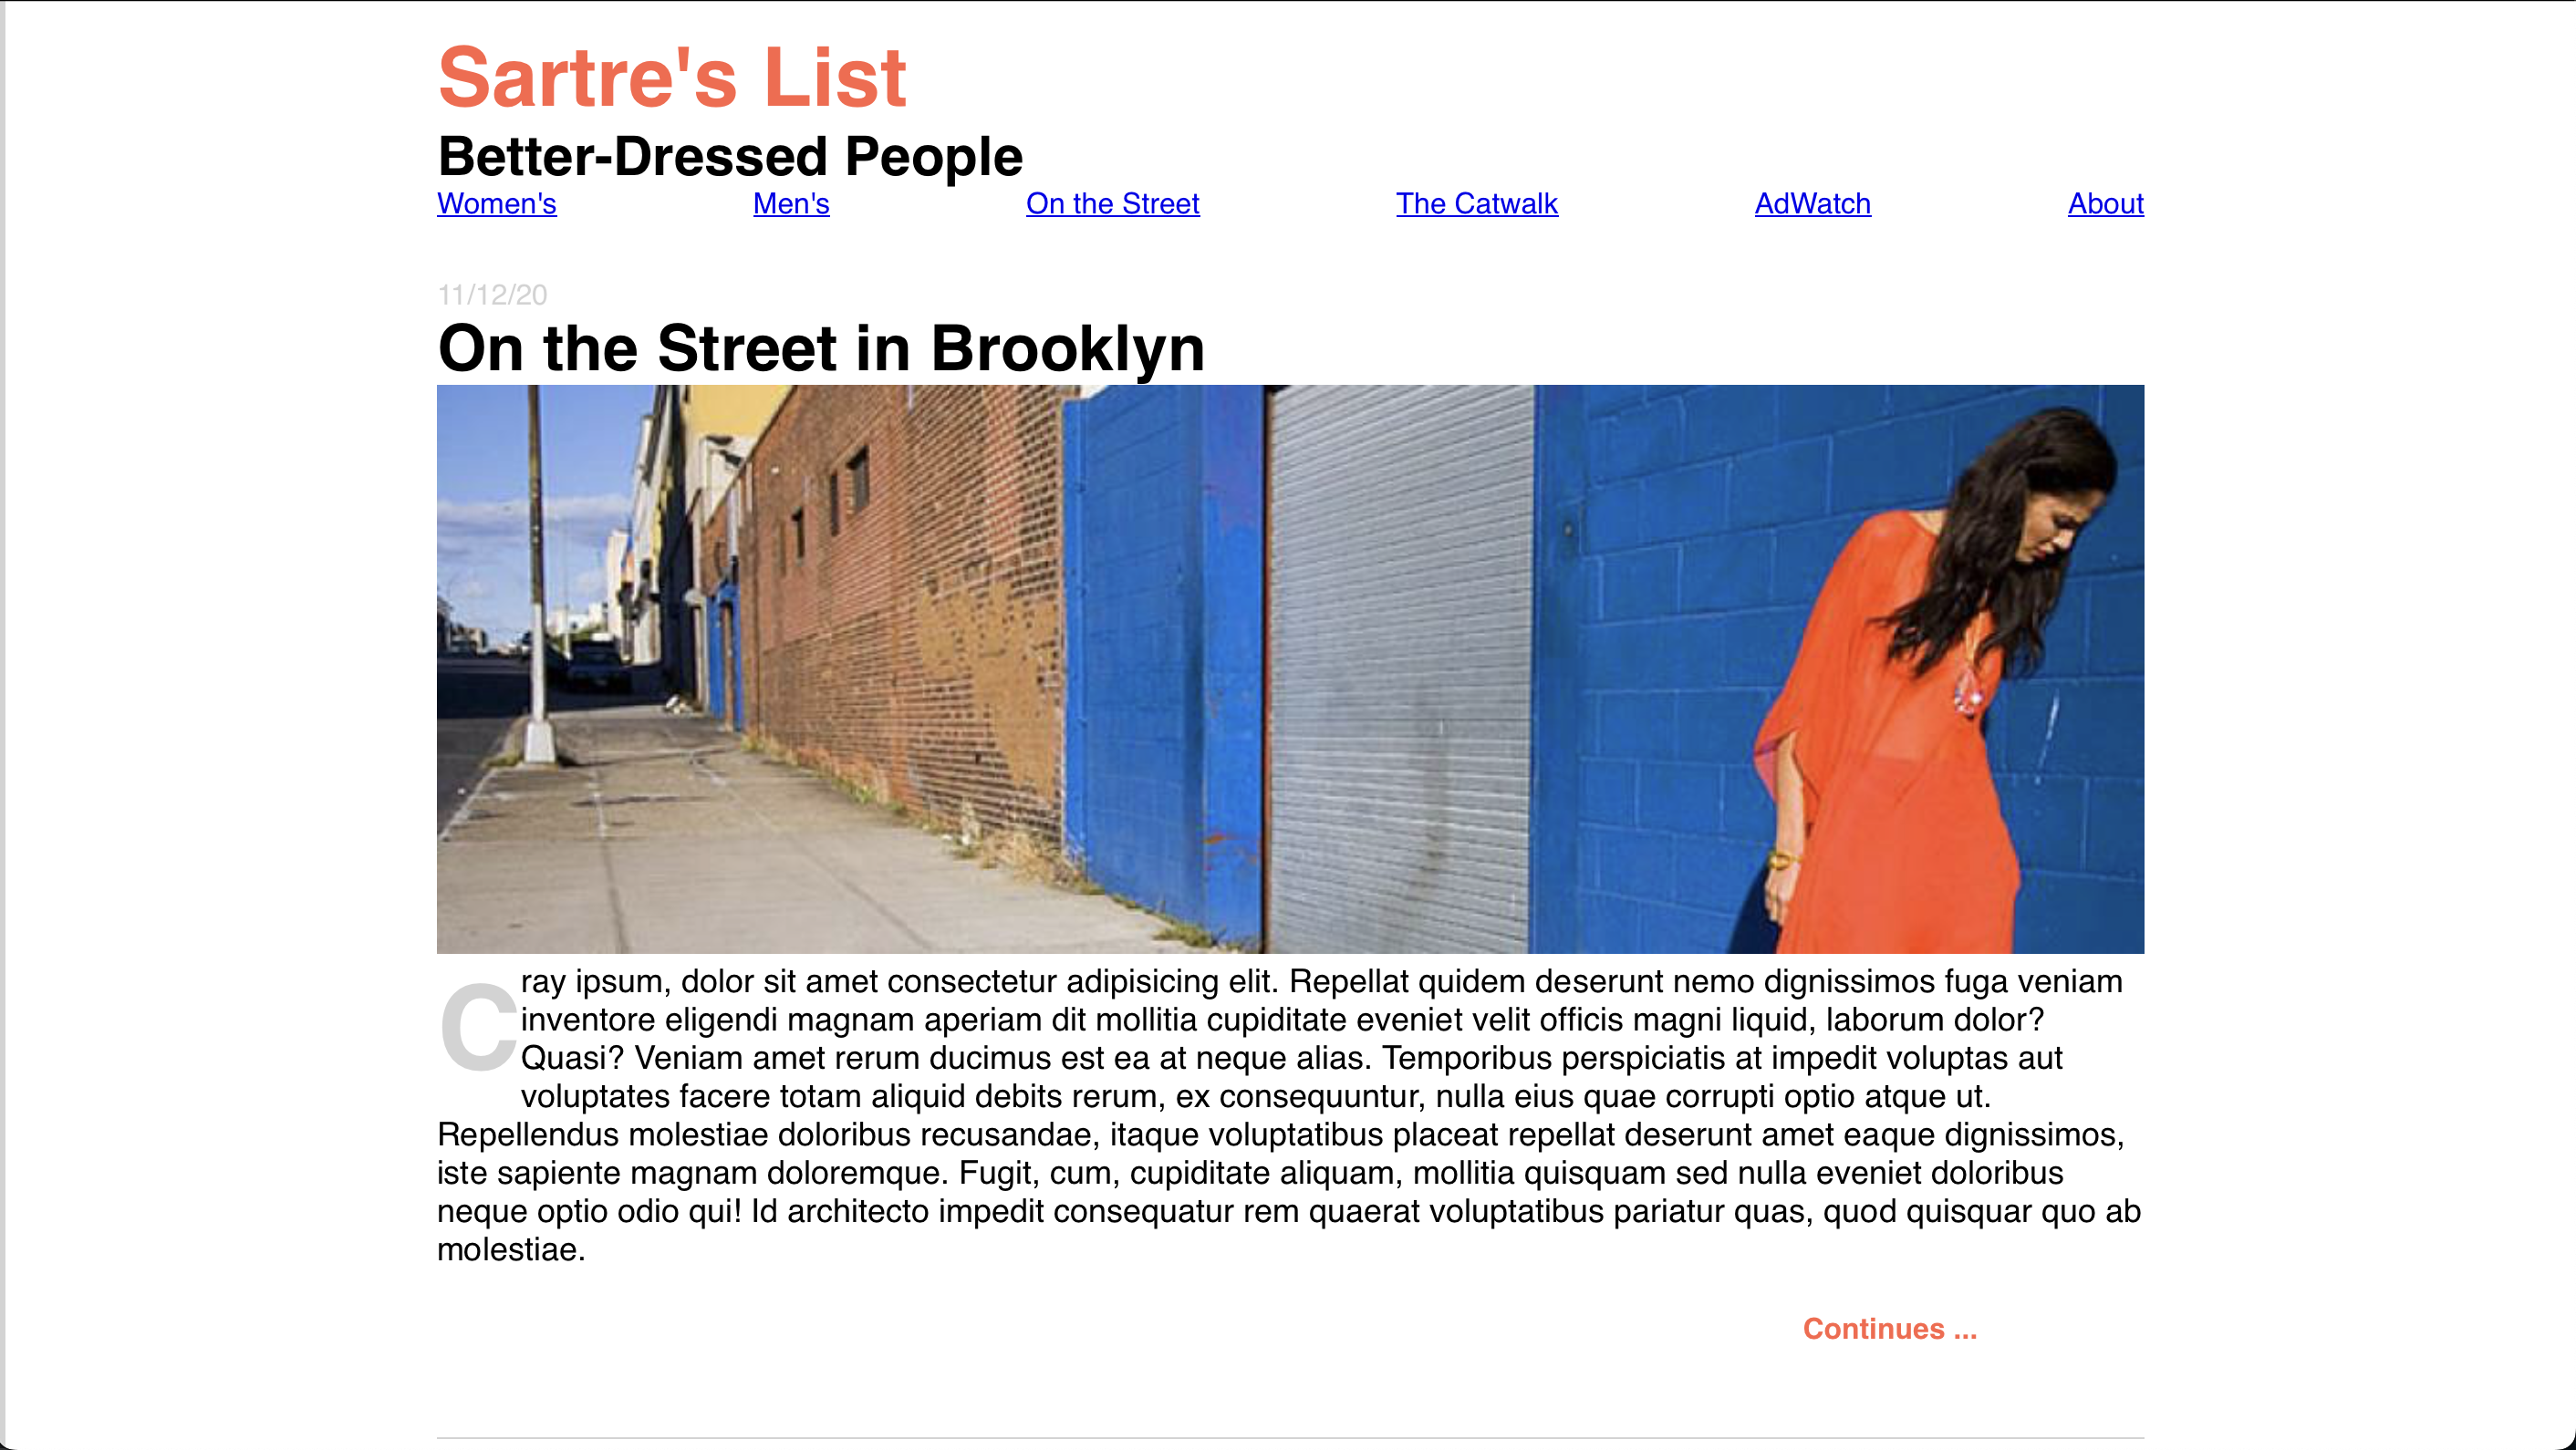 Sartre's List
Better-Dressed People
Women's Men's On the Street The Catwalk AdWatch About
11/12/20
On the Street in Brooklyn
Cray ipsum, dolor sit amet consectetur adipisicing elit. Repellat quidem deserunt nemo dignissimos fuga veniam
inventore eligendi magnam aperiam dit mollitia cupiditate eveniet velit officis magni liquid, laborum dolor?
Quasi? Veniam amet rerum ducimus est ea at neque alias. Temporibus perspiciatis at impedit voluptas aut
voluptates facere totam aliquid debits rerum, ex consequuntur, nulla eius quae corrupti optio atque ut.
Repellendus molestiae doloribus recusandae, itaque voluptatibus placeat repellat deserunt amet eaque dignissimos,
iste sapiente magnam doloremque. Fugit, cum, cupiditate aliquam, mollitia quisquam sed nulla eveniet doloribus
neque optio odio qui! Id architecto impedit consequatur rem quaerat voluptatibus pariatur quas, quod quisquar quo ab
molestiae.
Continues ...